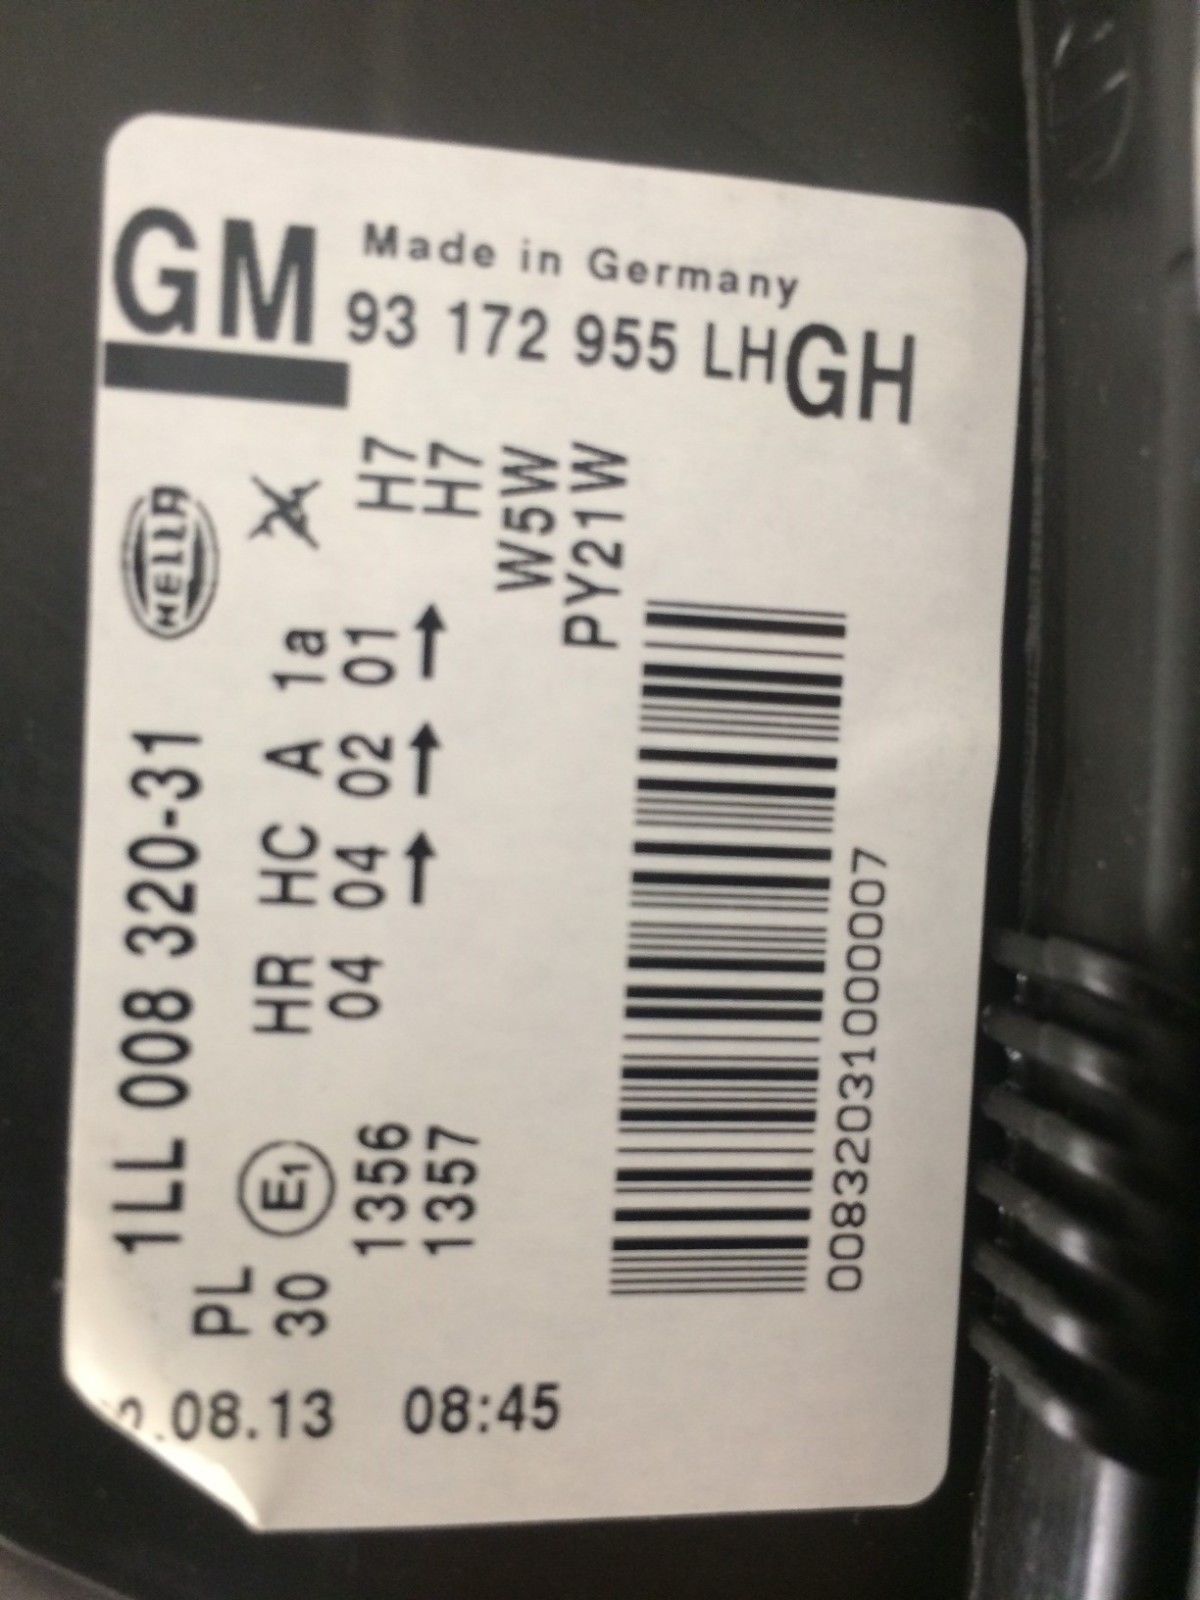 GM Made in Germany
93 172 955 LH GH
HELLA
1LL 008 320-31
PL
30 E1 HR HC A 1a
04 04 02 01
1356 H7
1357 H7
W5W
PY21W
00832031000007
.08.13 08:45